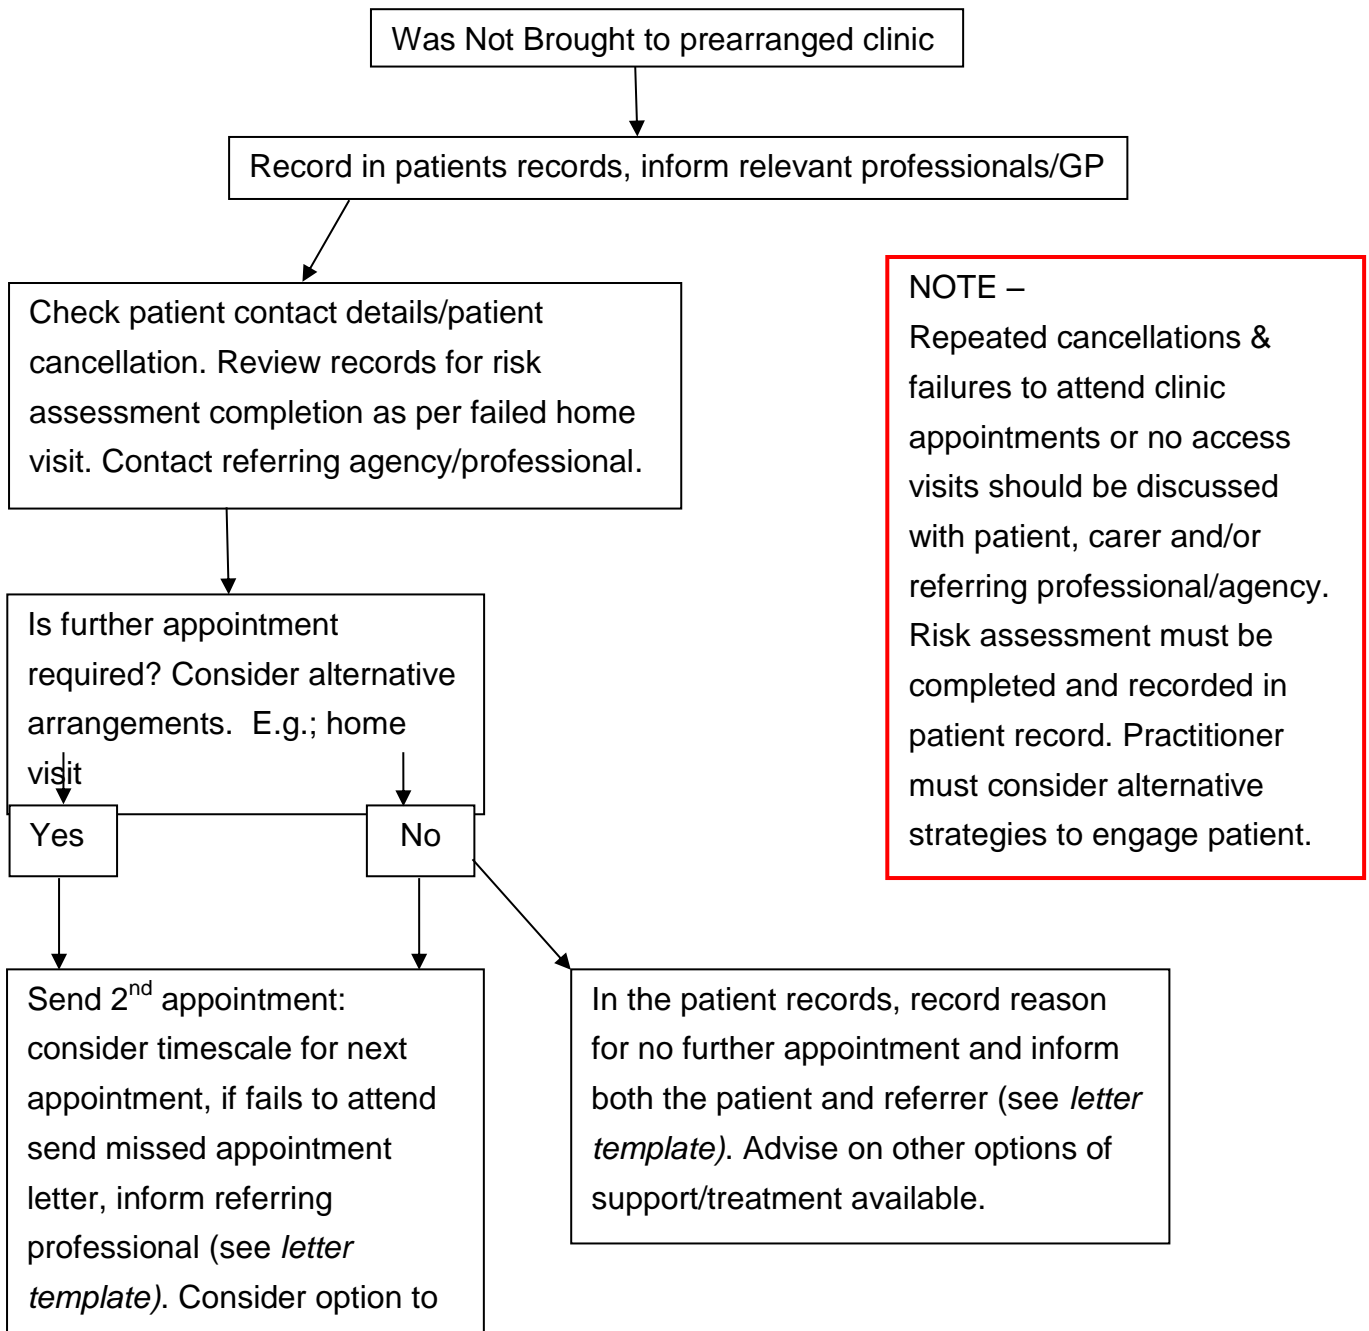 Was Not Brought to prearranged clinic
Record in patients records, inform relevant professionals/GP
Check patient contact details/patient
cancellation. Review records for risk
assessment completion as per failed home
visit. Contact referring agency/professional.
NOTE –
Repeated cancellations &
failures to attend clinic
appointments or no access
visits should be discussed
with patient, carer and/or
referring professional/agency.
Risk assessment must be
completed and recorded in
patient record. Practitioner
must consider alternative
strategies to engage patient.
Is further appointment
required? Consider alternative
arrangements.  E.g.; home
visit
Yes
No
Send 2nd appointment:
consider timescale for next
appointment, if fails to attend
send missed appointment
letter, inform referring
professional (see letter
template). Consider option to
In the patient records, record reason
for no further appointment and inform
both the patient and referrer (see letter
template). Advise on other options of
support/treatment available.